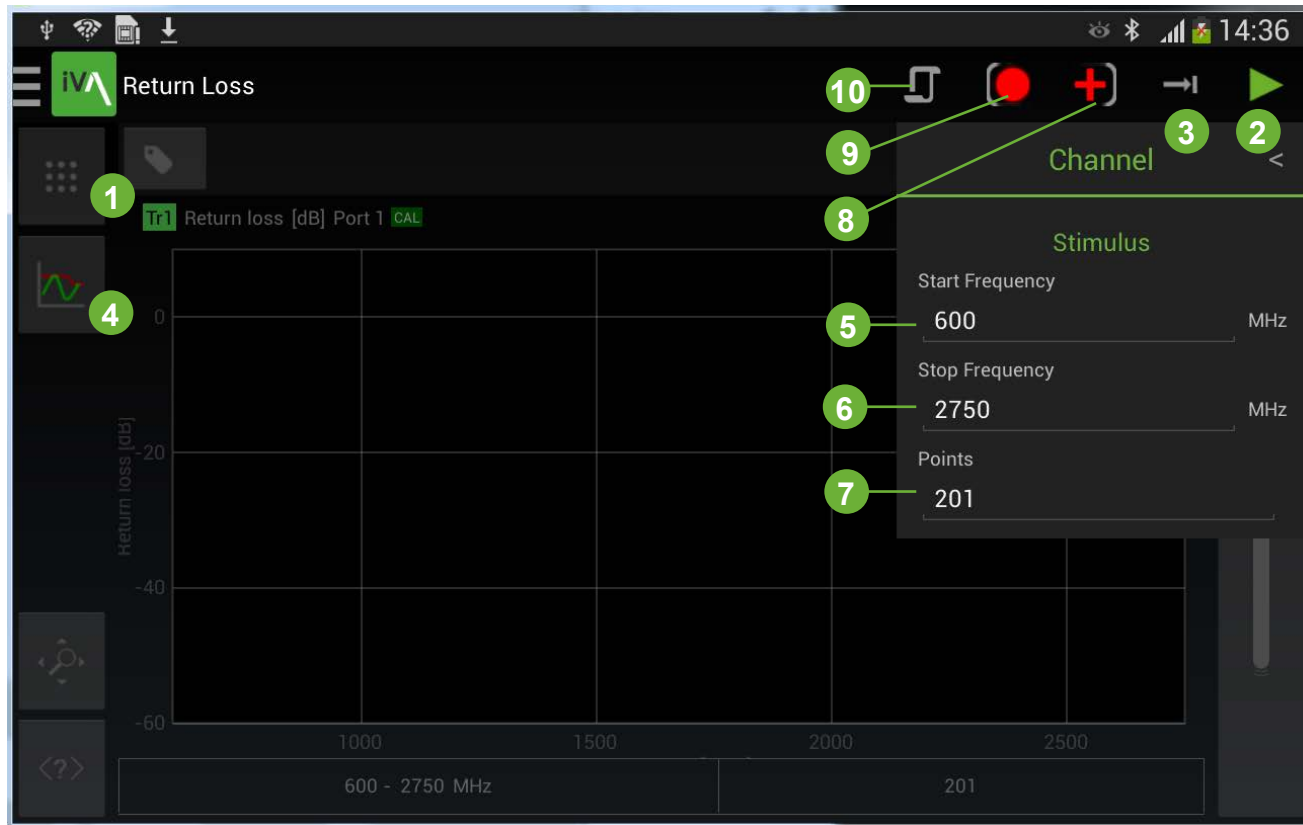 14:36
iVA Return Loss
10
9
8
3
2
1
Channel <
Tr1 Return loss [dB] Port 1 CAL
Stimulus
4
Start Frequency
5 600 MHz
Stop Frequency
6 2750 MHz
Points
7 201
Return loss [dB]
0
-20
-40
-60
1000 1500 2000 2500
<?>
600 - 2750 MHz 201